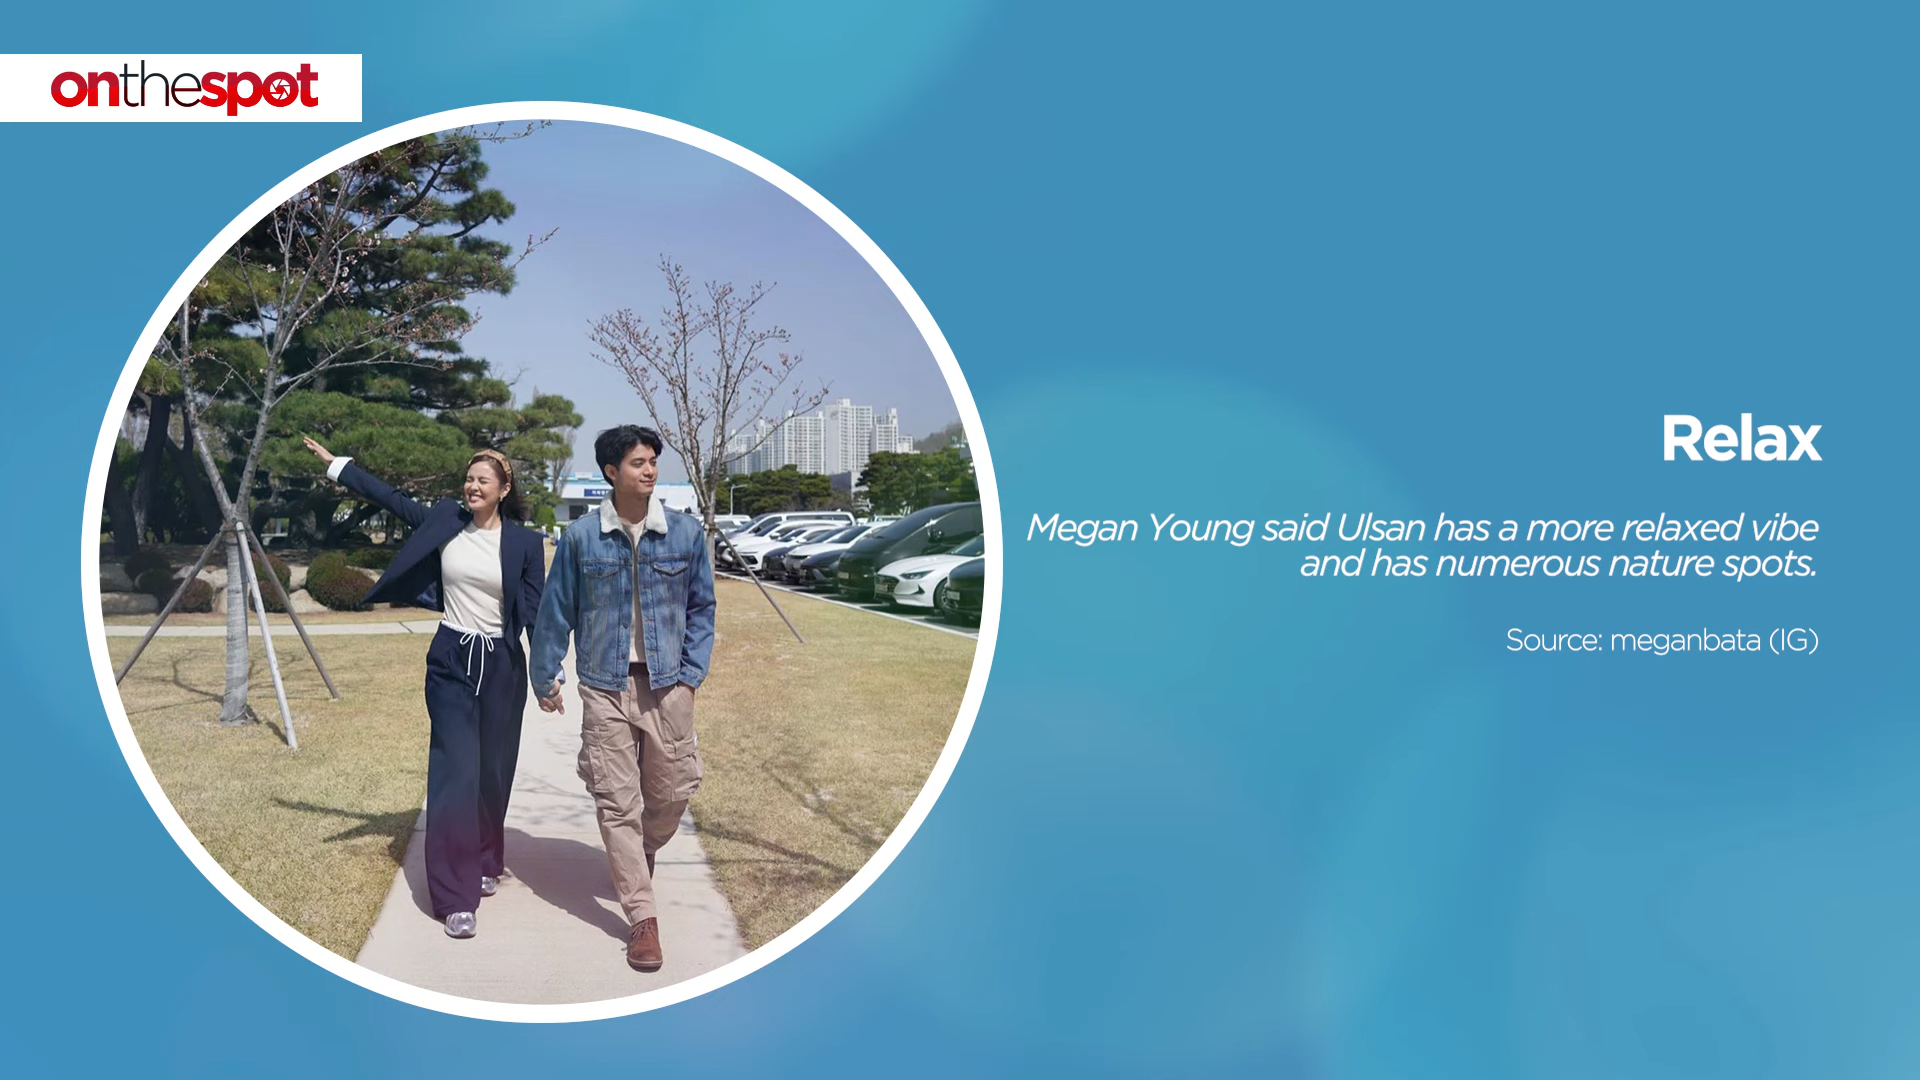 onthespot
Relax
Megan Young said Ulsan has a more relaxed vibe
and has numerous nature spots.
Source: meganbata (IG)